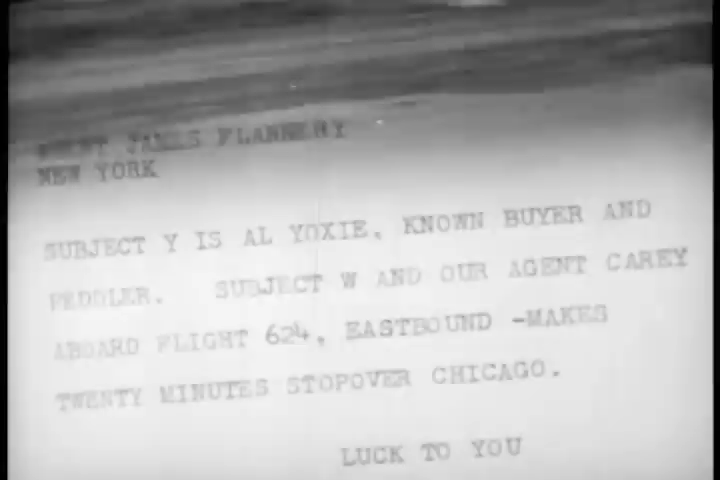 AGENT JAMES FLANNERY
NEW YORK
SUBJECT Y IS AL YOXIE, KNOWN BUYER AND
PEDDLER. SUBJECT W AND OUR AGENT CAREY
ABOARD FLIGHT 624, EASTBOUND -MAKES
TWENTY MINUTES STOPOVER CHICAGO.
LUCK TO YOU